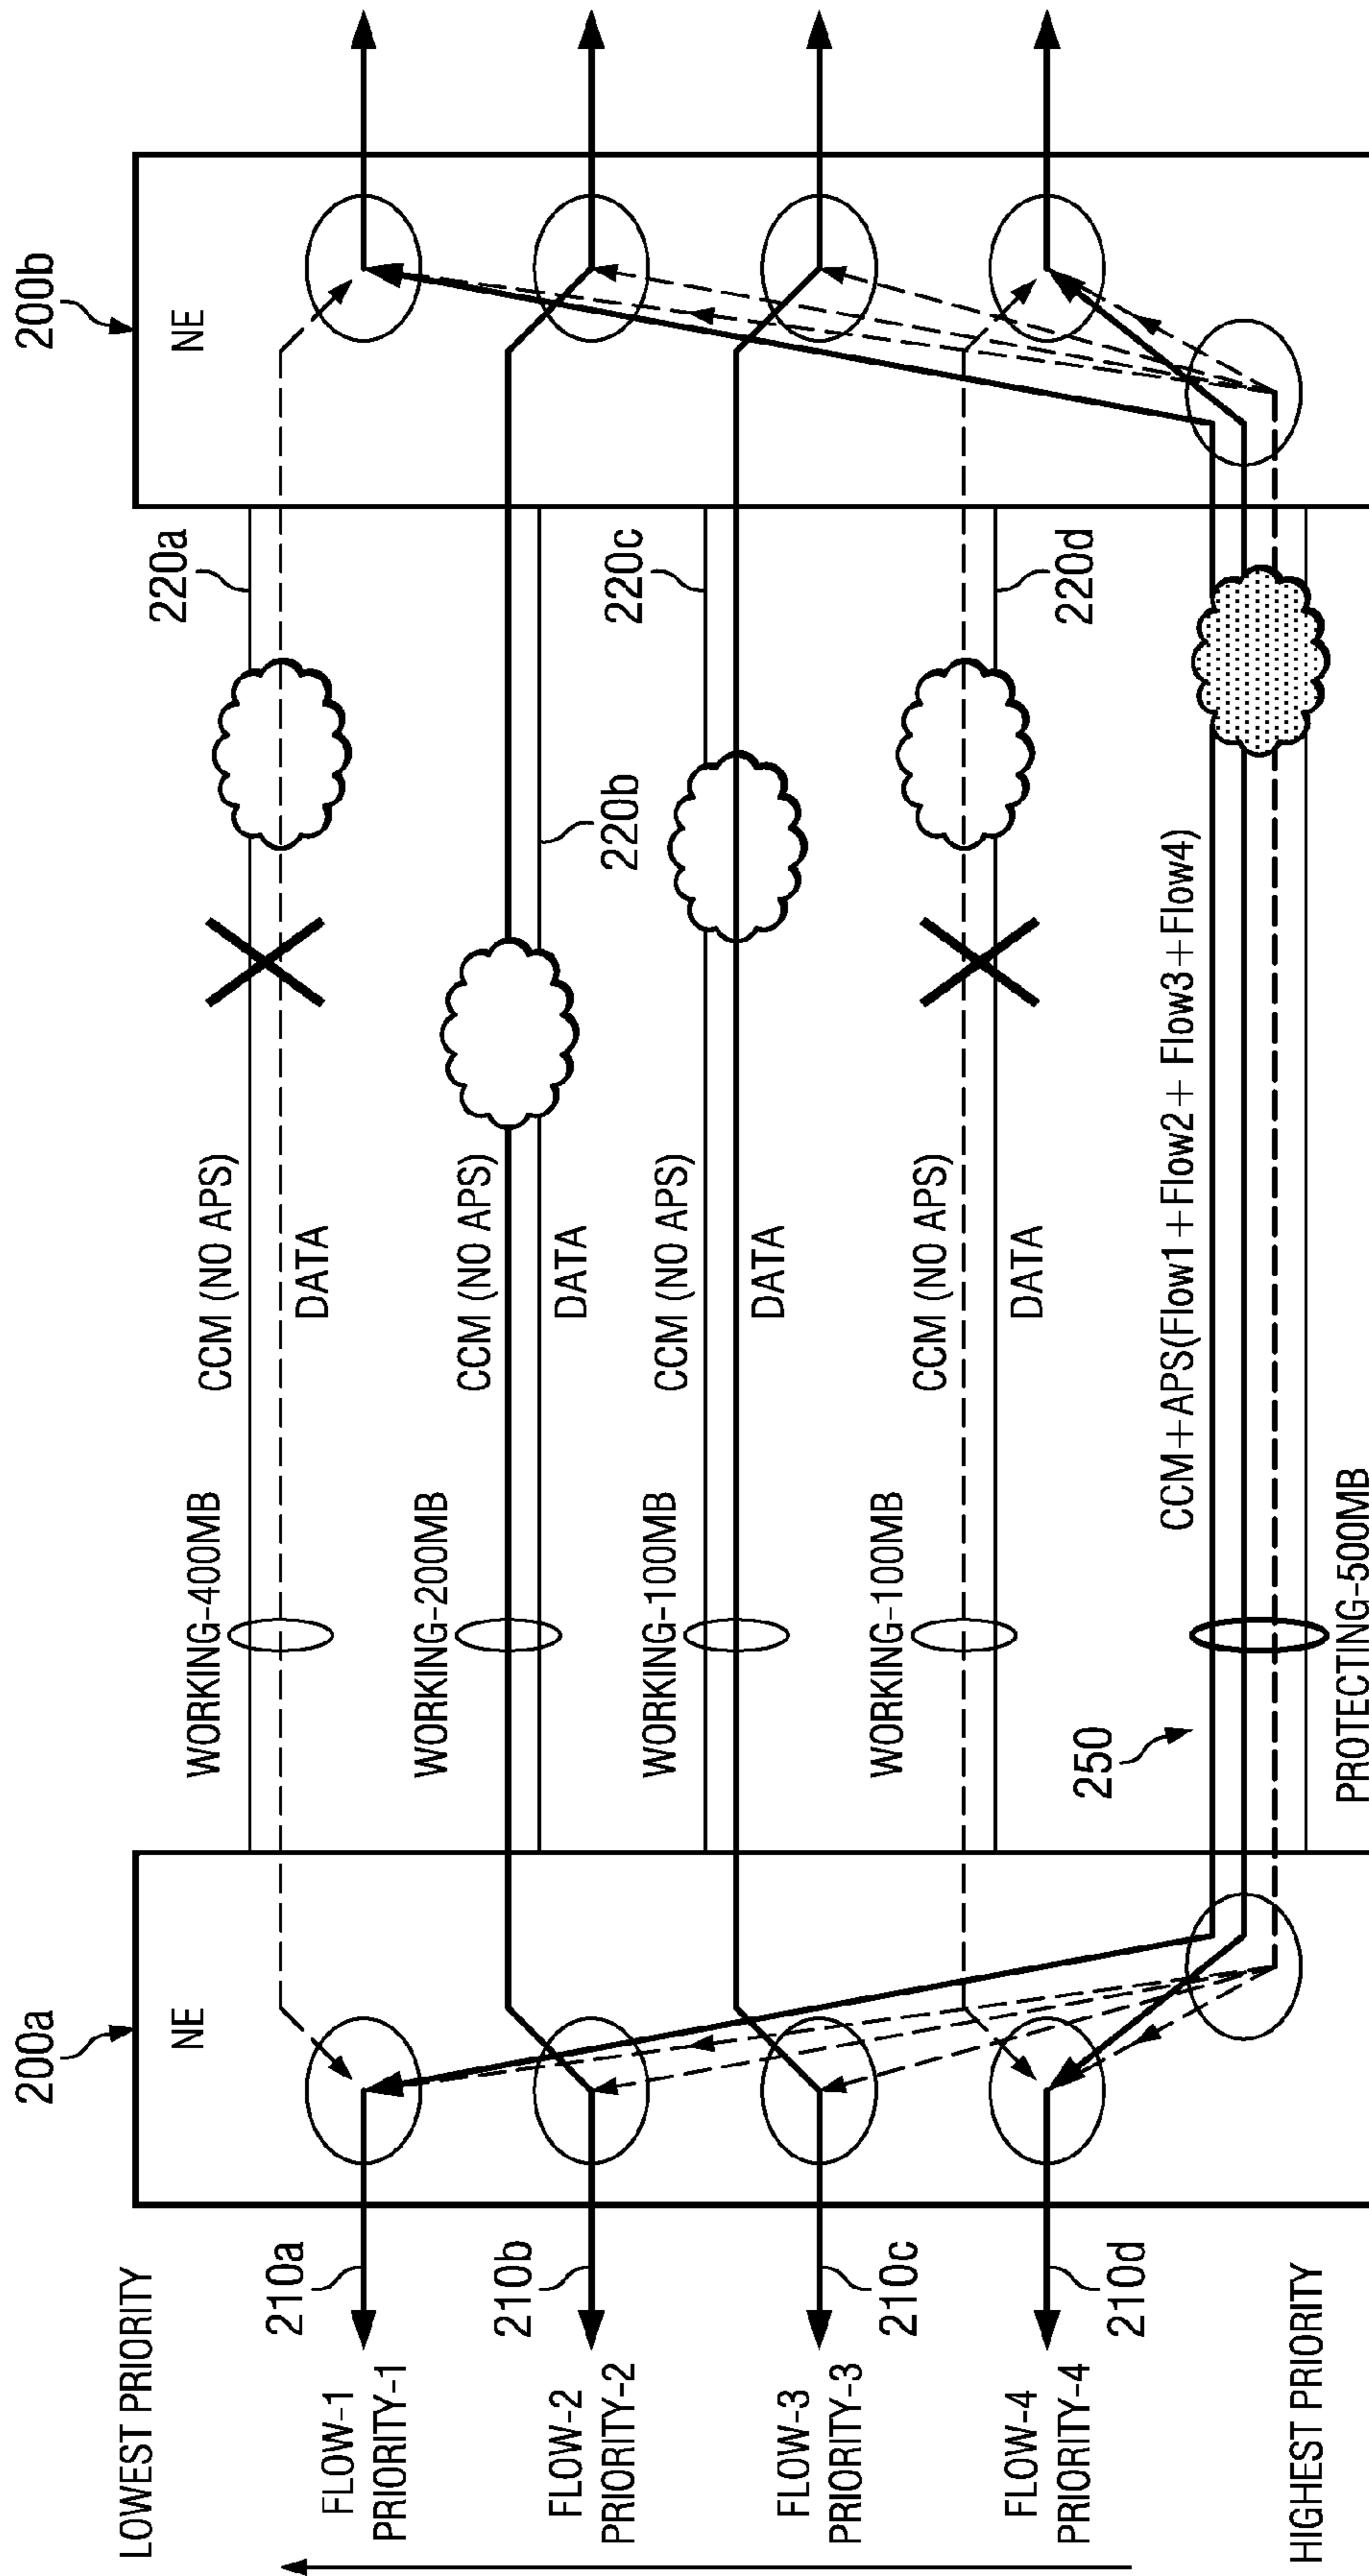 200a
200b
NE
NE
LOWEST PRIORITY
FLOW-1
PRIORITY-1
210a
WORKING-400MB
CCM (NO APS)
DATA
220a
FLOW-2
PRIORITY-2
210b
WORKING-200MB
CCM (NO APS)
DATA
220b
FLOW-3
PRIORITY-3
210c
WORKING-100MB
CCM (NO APS)
DATA
220c
FLOW-4
PRIORITY-4
210d
WORKING-100MB
CCM (NO APS)
DATA
220d
250
CCM+APS(Flow1+Flow2+ Flow3+Flow4)
PROTECTING-500MB
HIGHEST PRIORITY